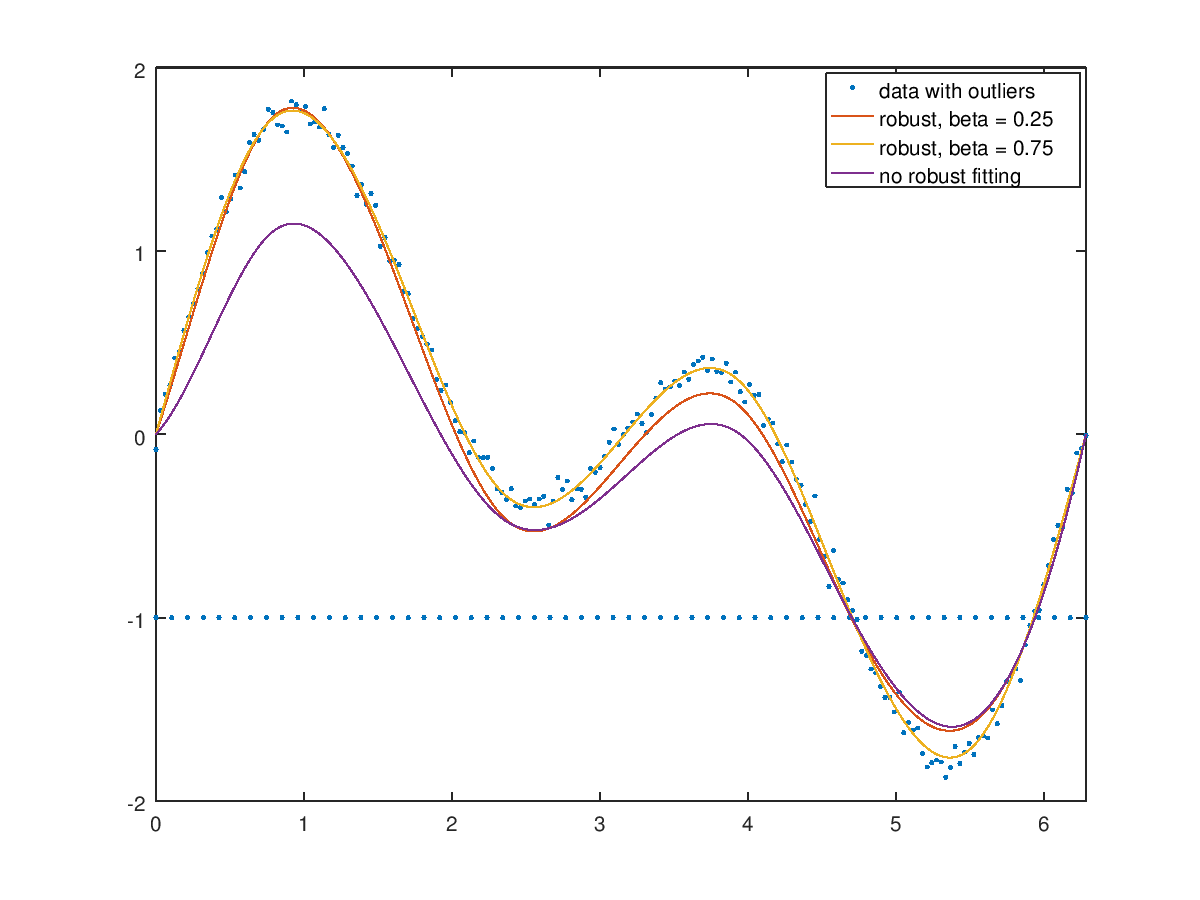 2
data with outliers
robust, beta = 0.25
robust, beta = 0.75
no robust fitting
1
0
-1
-2
0 1 2 3 4 5 6